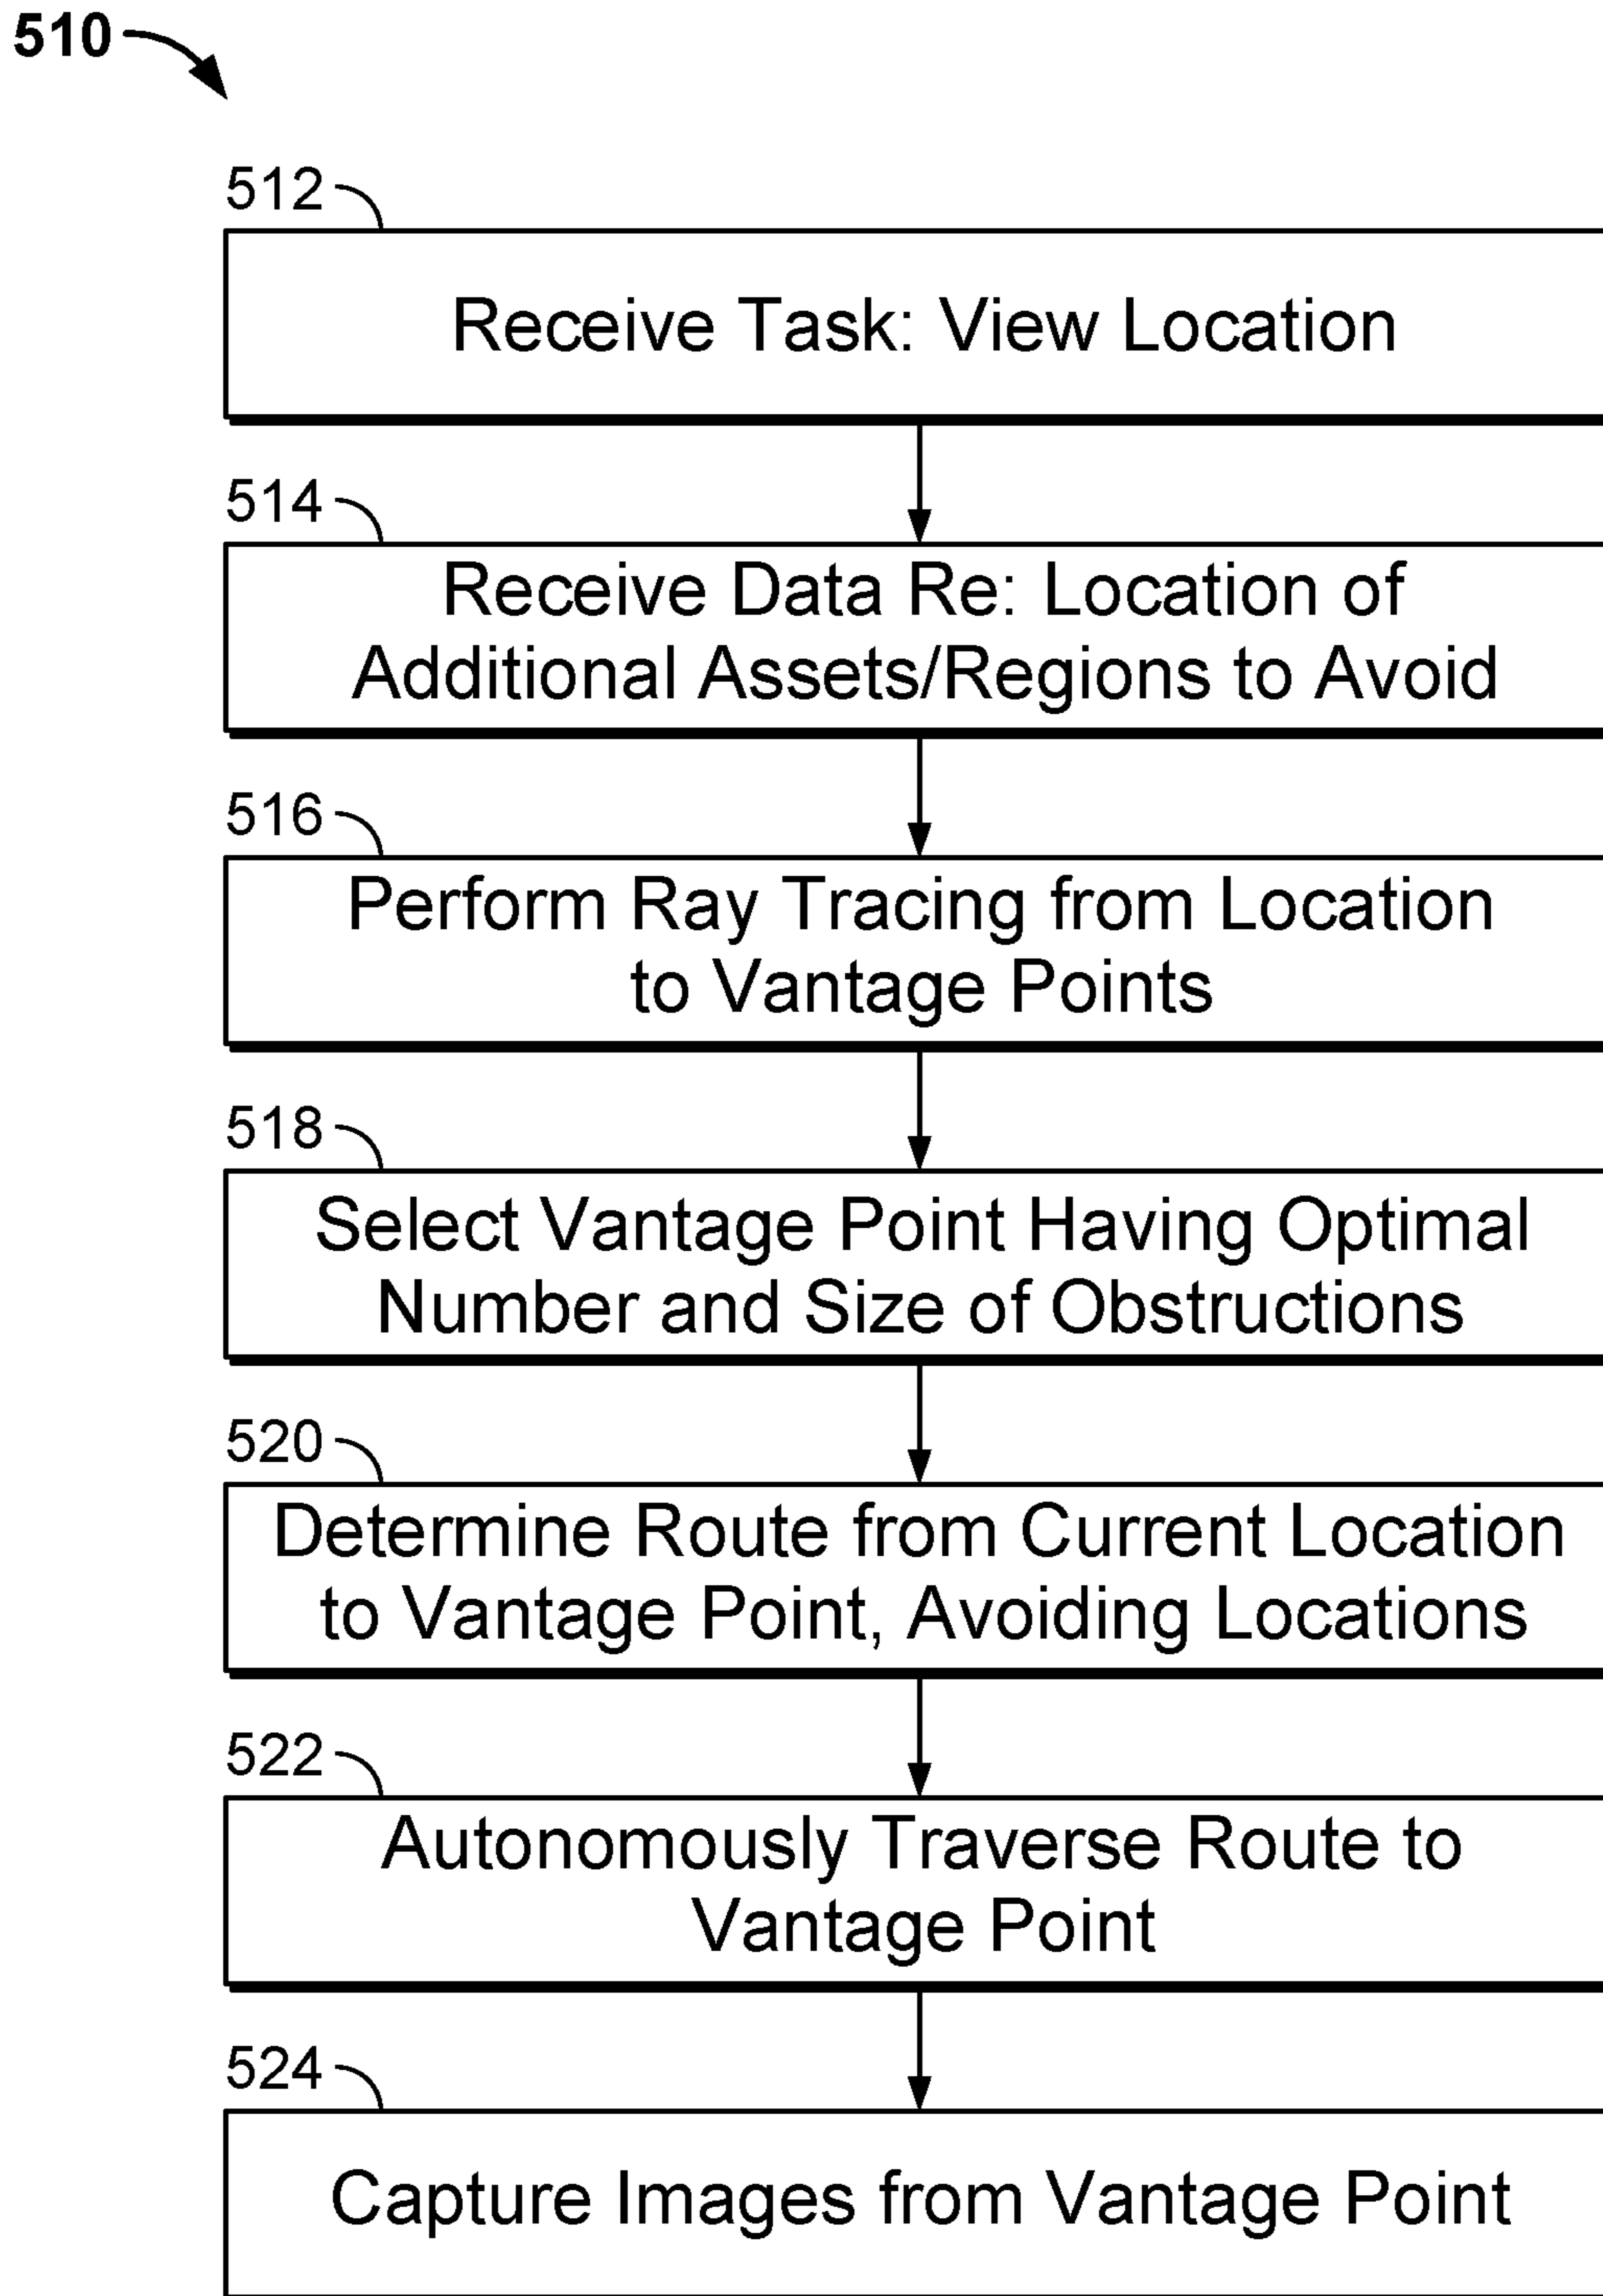 510
512
Receive Task: View Location
514
Receive Data Re: Location of
Additional Assets/Regions to Avoid
516
Perform Ray Tracing from Location
to Vantage Points
518
Select Vantage Point Having Optimal
Number and Size of Obstructions
520
Determine Route from Current Location
to Vantage Point, Avoiding Locations
522
Autonomously Traverse Route to
Vantage Point
524
Capture Images from Vantage Point